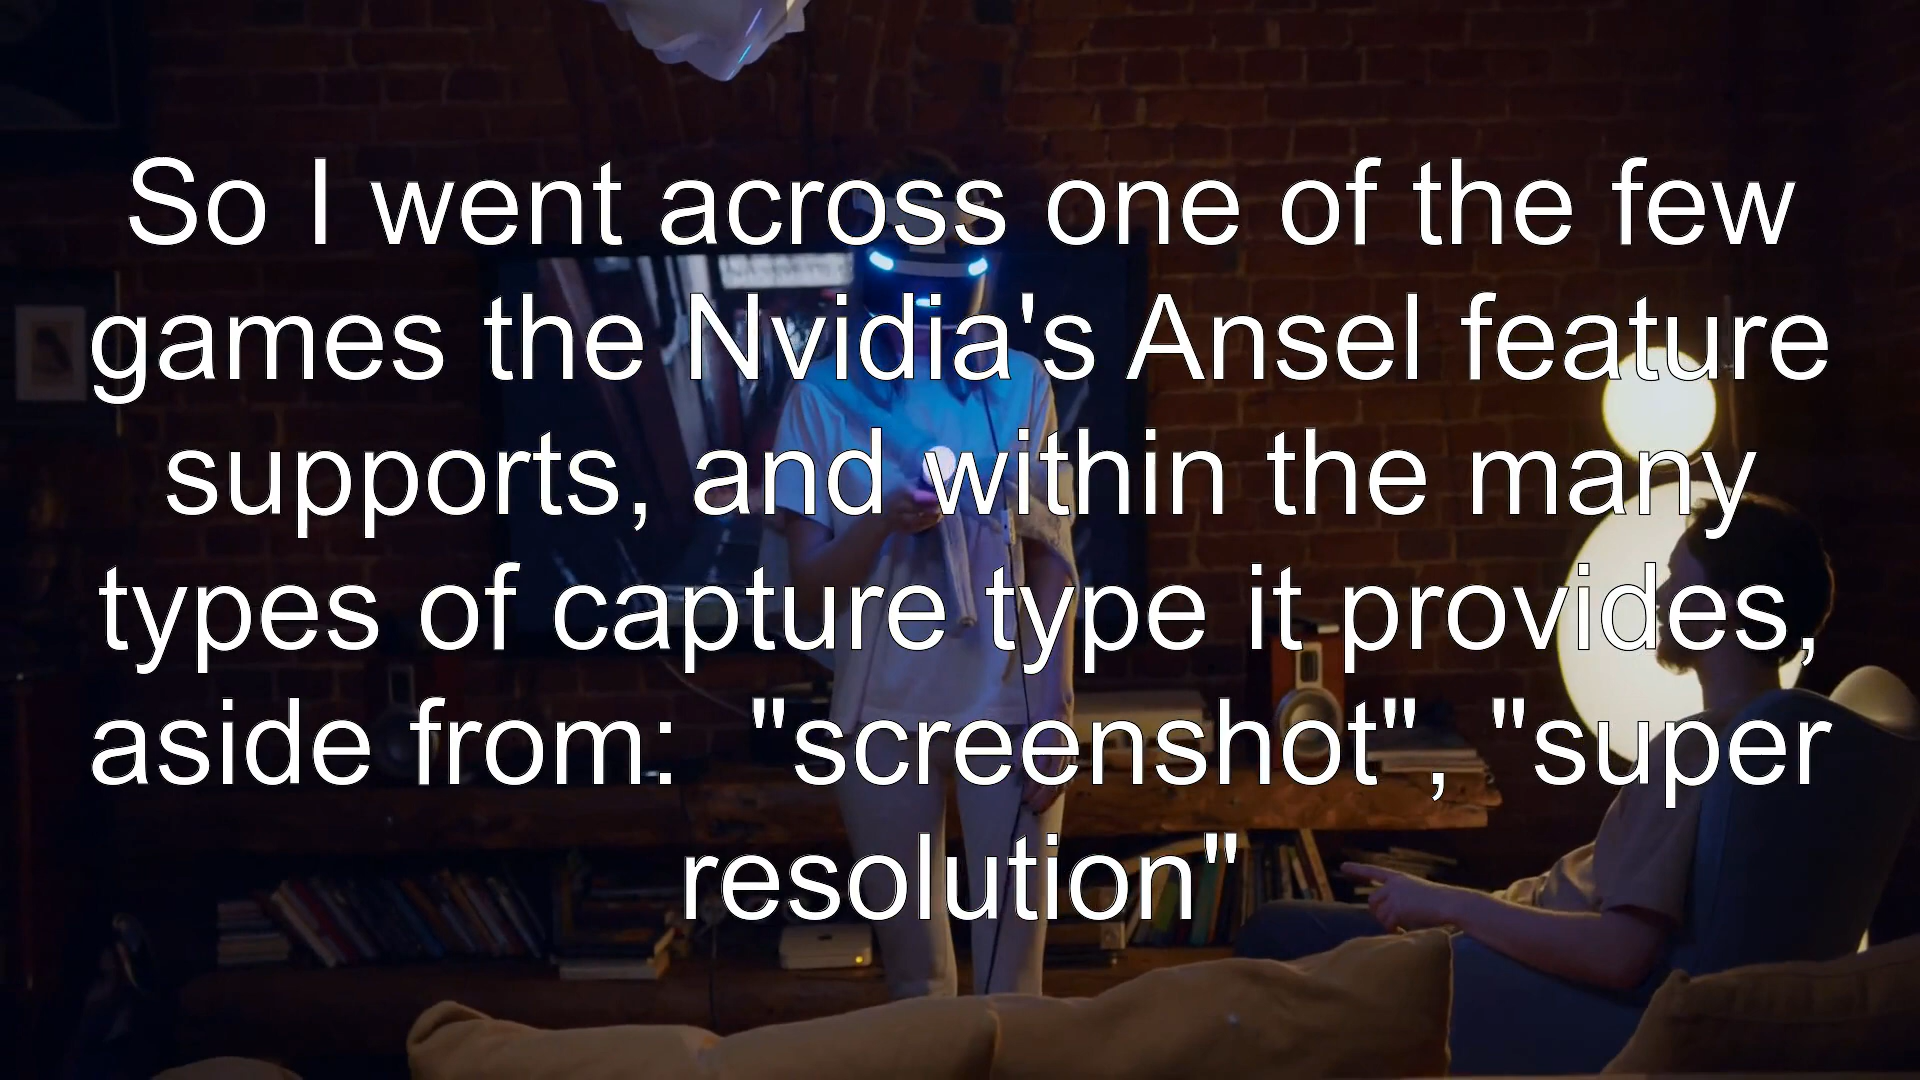 So I went across one of the few
games the Nvidia's Ansel feature
supports, and within the many
types of capture type it provides,
aside from:  "screenshot", "super
resolution"